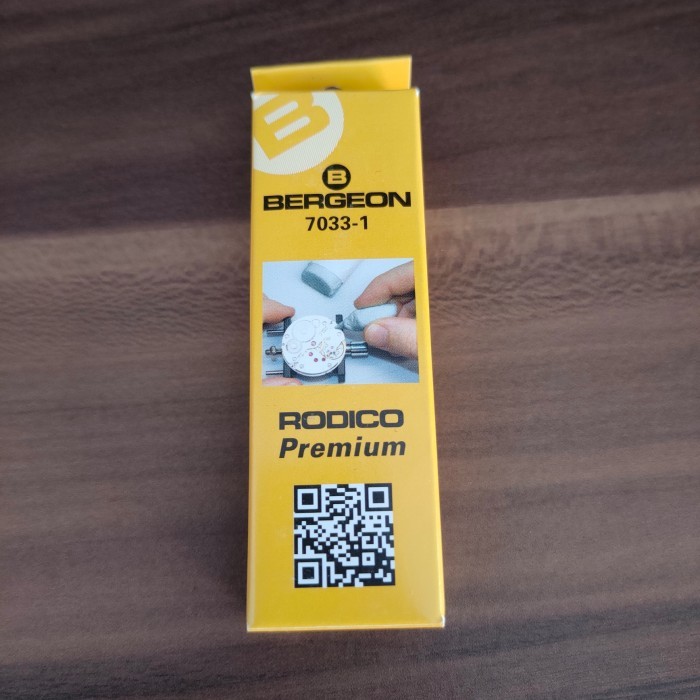 B
B
BERGEON
7033-1
RODICO
Premium